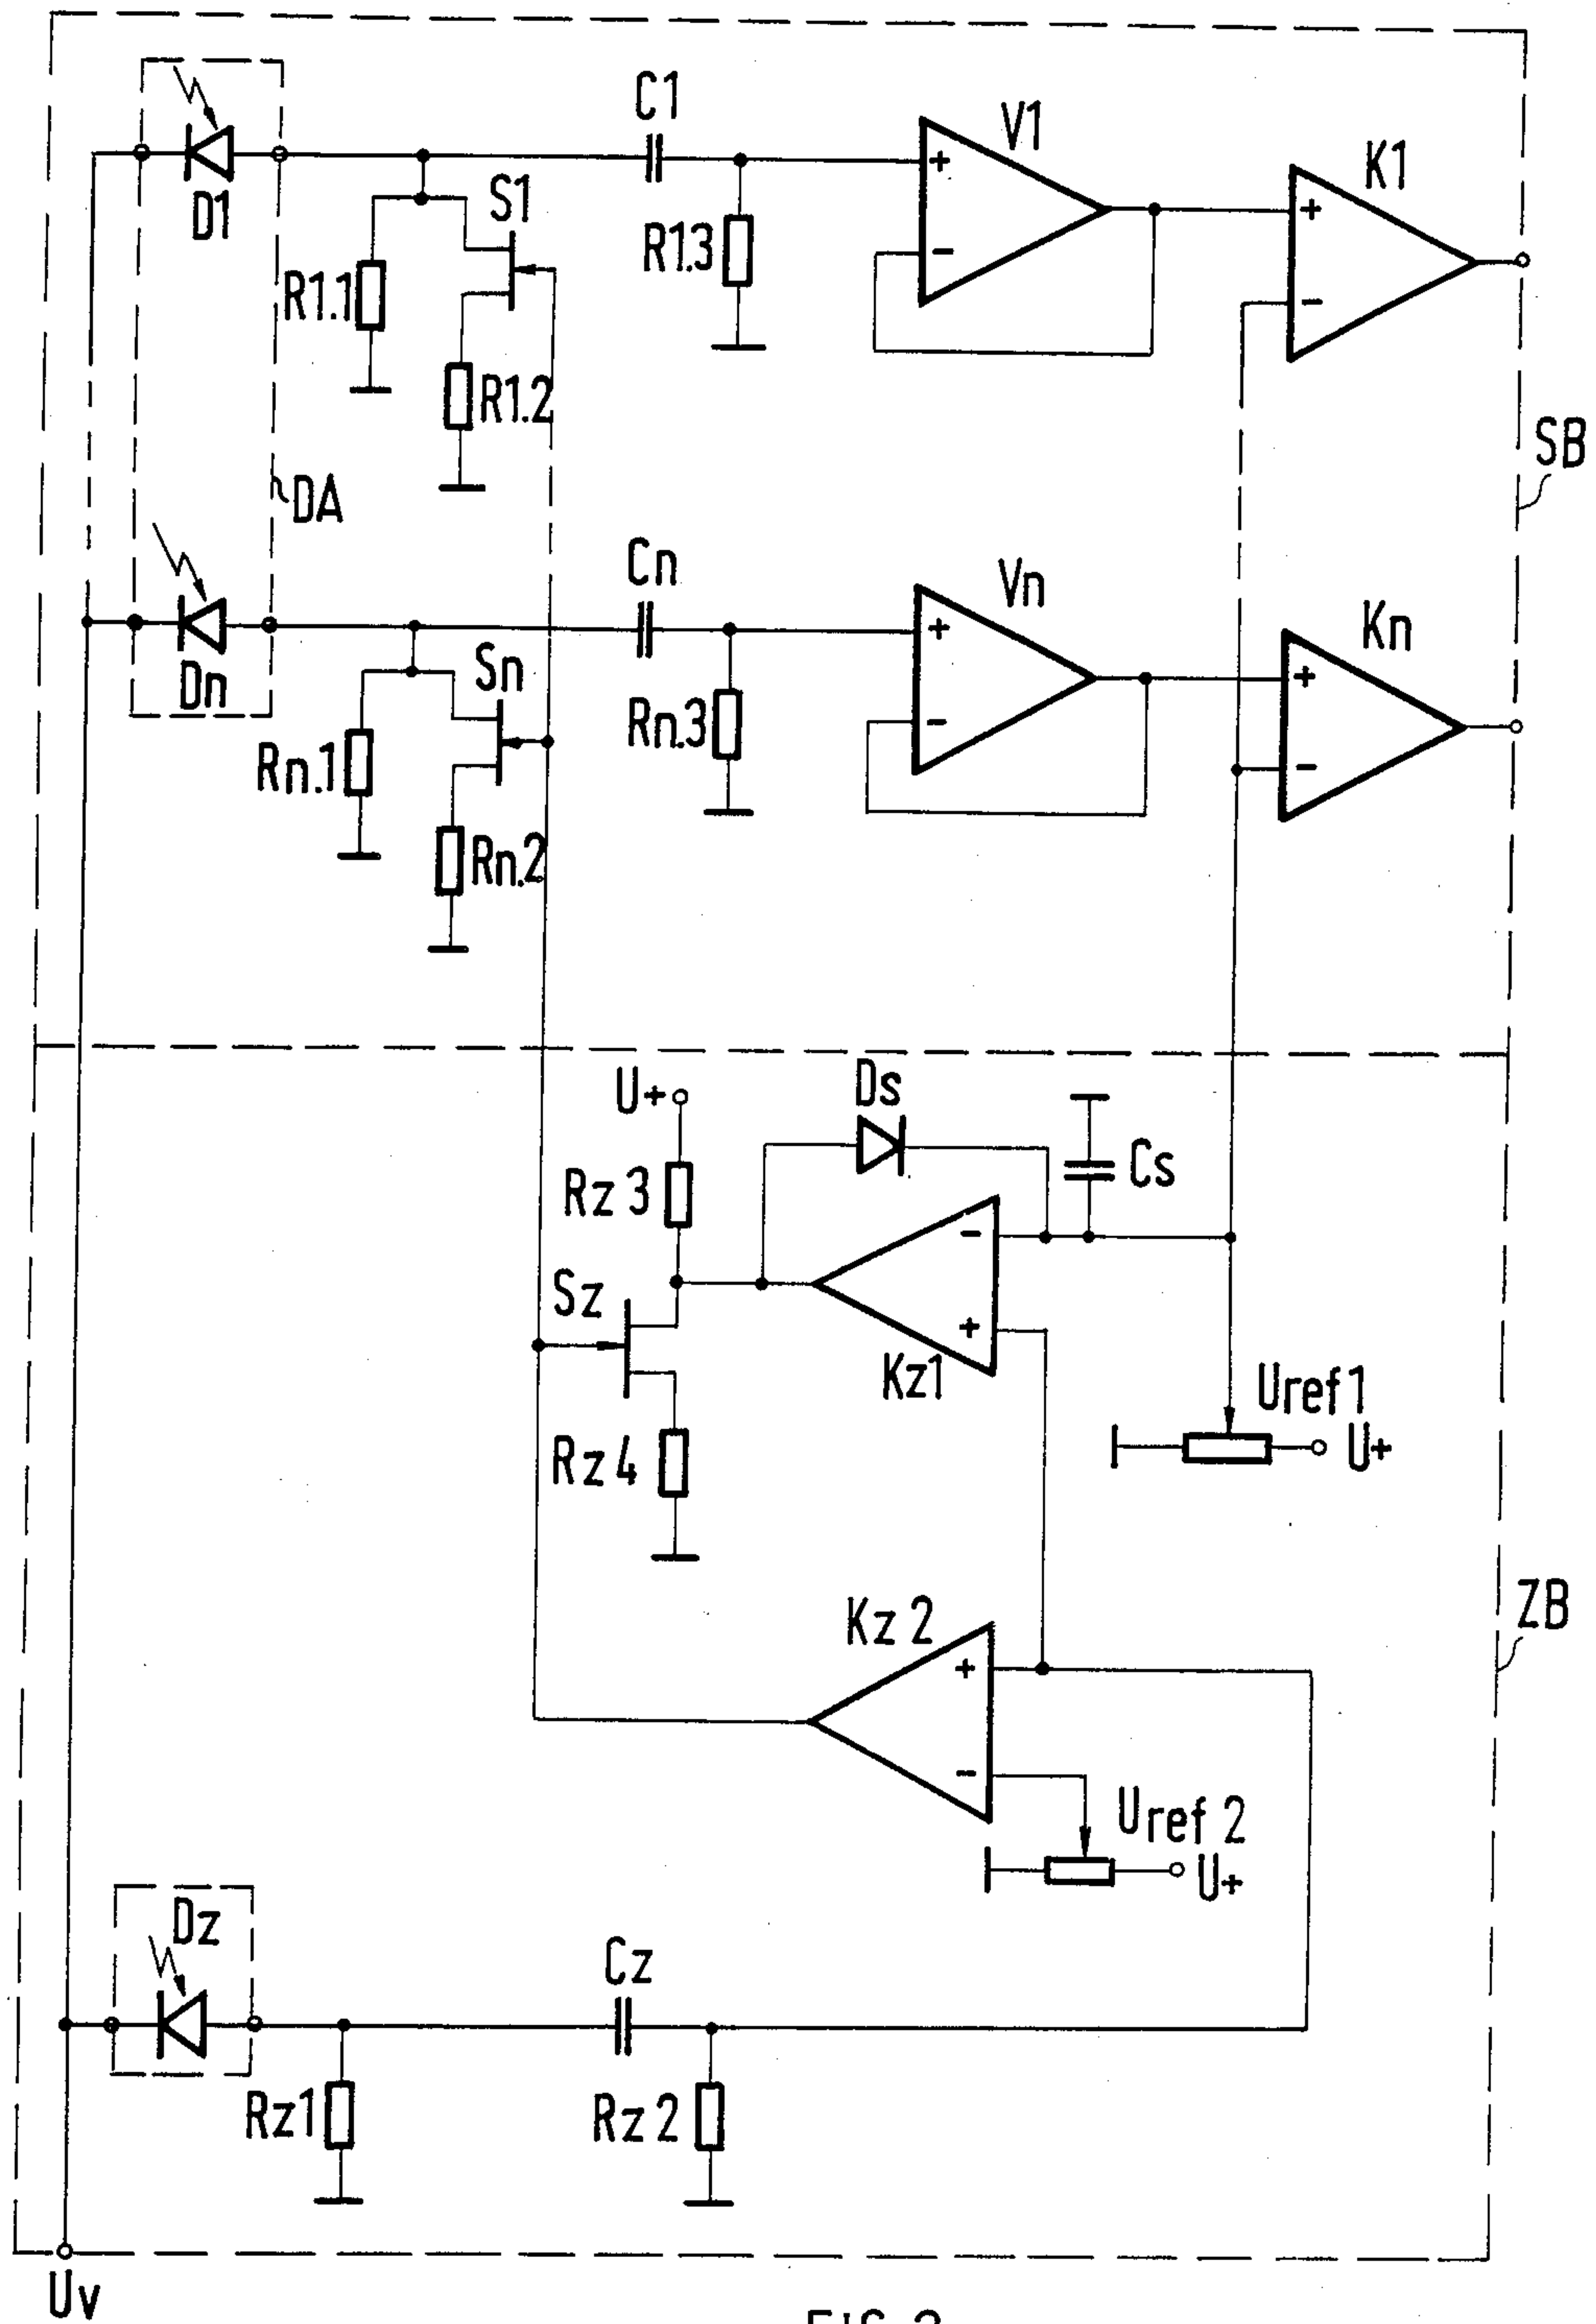 C1
V1
K1
+
+
S1
D1
R1.3
R1.1
-
-
R1.2
SB
DA
Cn
Vn
Kn
+
+
Sn
Dn
Rn.3
Rn.1
-
-
Rn.2
Ds
U+
Cs
Rz 3
-
Sz
+
Kz1
Uref1
U+
Rz 4
ZB
Kz 2
+
-
Uref 2
U+
Dz
Cz
Rz1
Rz 2
Uv